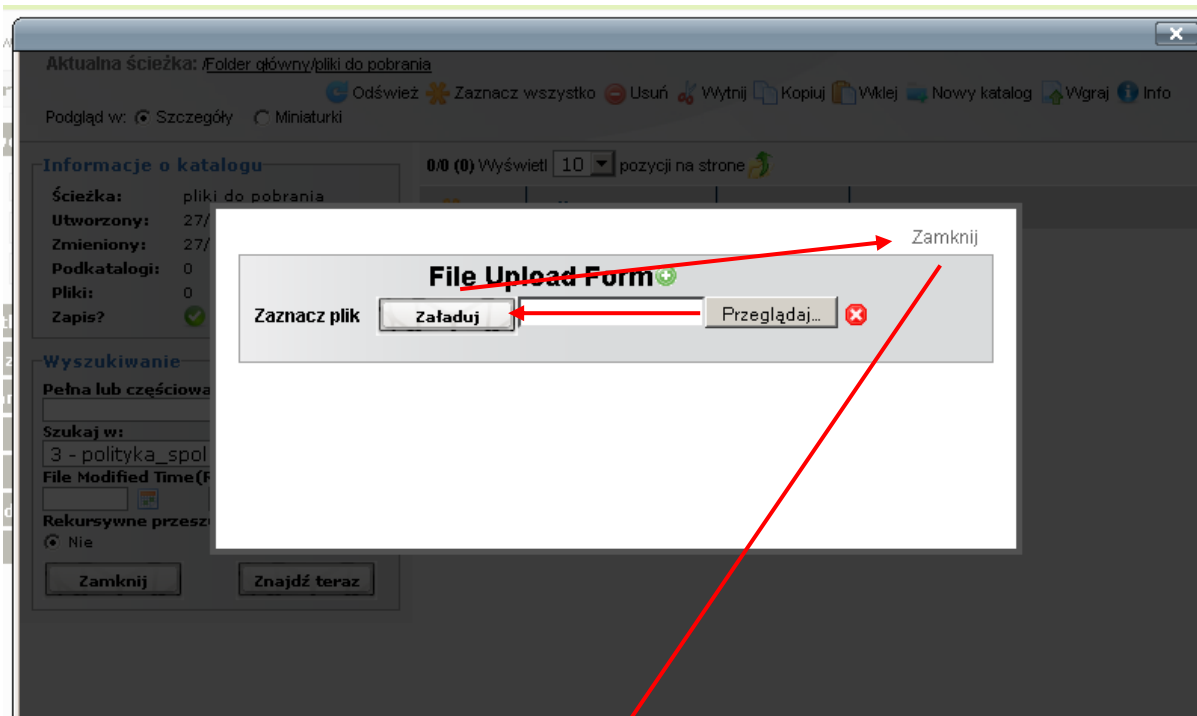 Aktualna ścieżka: /Folder główny/pliki do pobrania
Odśwież Zaznacz wszystko Usuń Wytnij Kopiuj Wklej Nowy katalog Wgraj Info
Podgląd w: Szczegóły Miniaturki
Informacje o katalogu
0/0 (0) Wyświetl 10 pozycji na strone
Ścieżka: pliki do pobrania
Utworzony: 27/
Zmieniony: 27/
Podkatalogi: 0
Pliki: 0
Zapis?
Zamknij
File Upload Form
Zaznacz plik Załaduj Przeglądaj...
Wyszukiwanie
Pełna lub częściowa
Szukaj w:
3 - polityka_spol
File Modified Time(R
Rekursywne przeszu
Nie
Zamknij Znajdź teraz